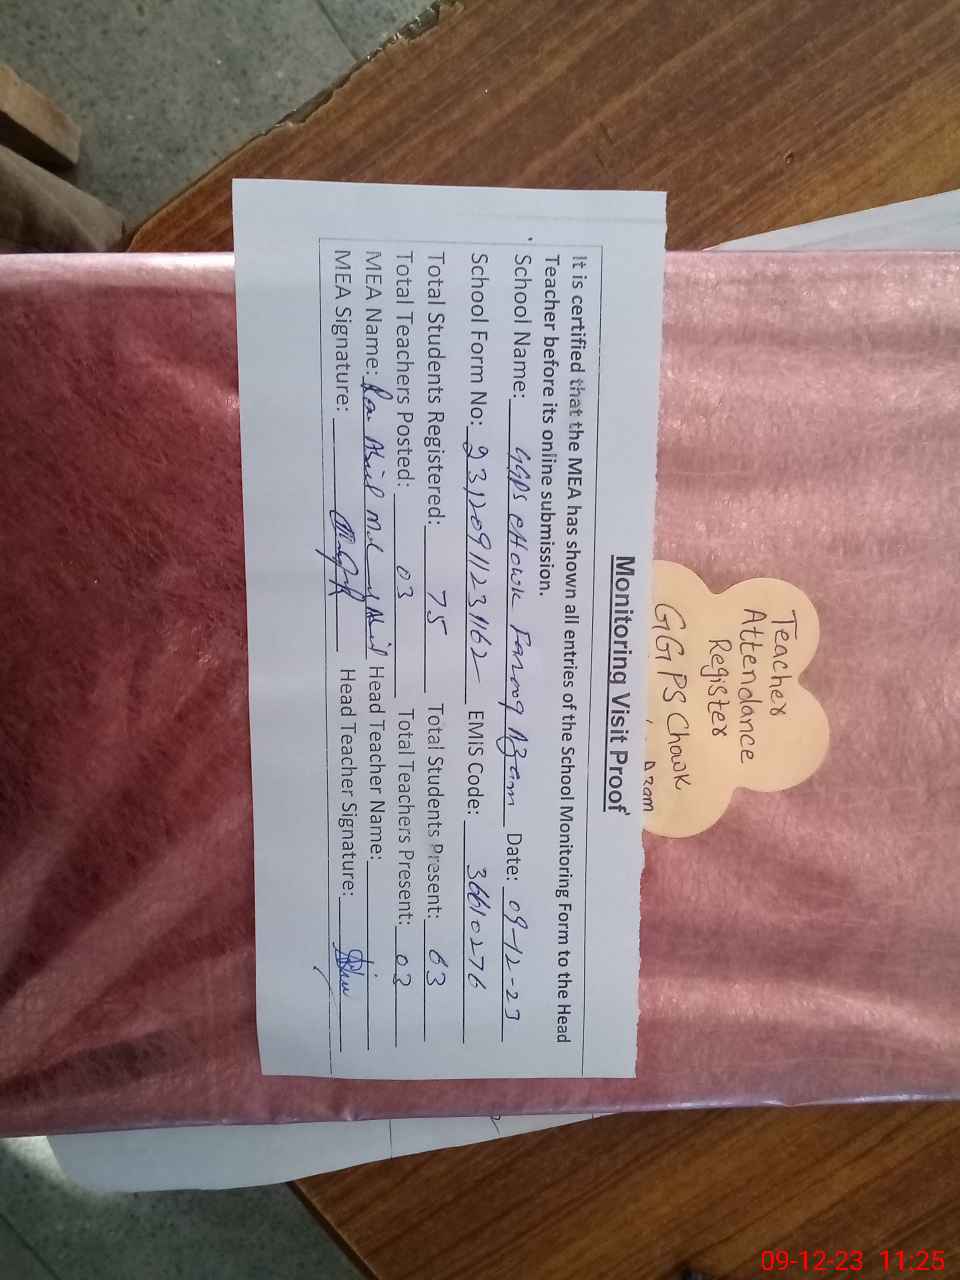 Teacher
Attendance
Register
GGPS Chowk
Azam
Monitoring Visit Proof
It is certified that the MEA has shown all entries of the School Monitoring Form to the Head
Teacher before its online submission.
School Name: GGPS Chowk Azam Date: 09-12-23
School Form No: EMIS Code: 36610276
Total Students Registered: 75 Total Students Present: 63
Total Teachers Posted: 03 Total Teachers Present: 03
MEA Name: Head Teacher Name:
MEA Signature: Head Teacher Signature:
09-12-23 11:25